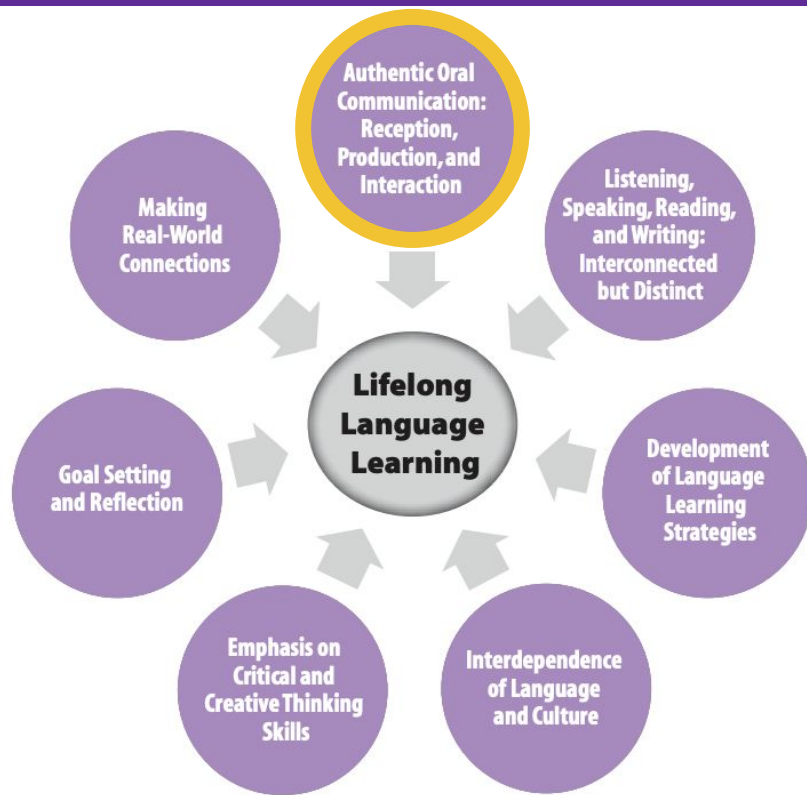 Authentic Oral
Communication:
Reception,
Production, and
Interaction
Listening,
Speaking, Reading,
and Writing:
Interconnected
but Distinct
Development
of Language
Learning
Strategies
Interdependence
of Language
and Culture
Emphasis on
Critical and
Creative Thinking
Skills
Goal Setting
and Reflection
Making
Real-World
Connections
Lifelong
Language
Learning